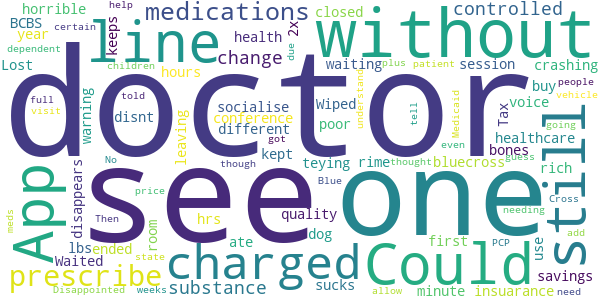 horrible
help
BCBS
certain
year
keeps
medications
closed
controlled
dependent
line
health
2x
due
without
Lost
children
change
waiting
session
crashing
hours
plus
patient
doctor
full
told
warning
disnt
leaving
socialise
conference
different
Wiped
poor
understand
tell
Medicaid
buy
people
voice
Tax
vehicle
visit
got
even
healthcare
going
App
disappears
No
though
kept
teying
rime
thought
bluecross
bones
guess
rich
still
see
one
Blue
Cross
meds
Then
price
room
quality
hrs
dog
first
needing
PCP
use
add
lbs
ended
ate
Waited
state
charged
Could
savings
prescribe
substance
sucks
minute
insuarance
Disappointed
weeks
allow
need